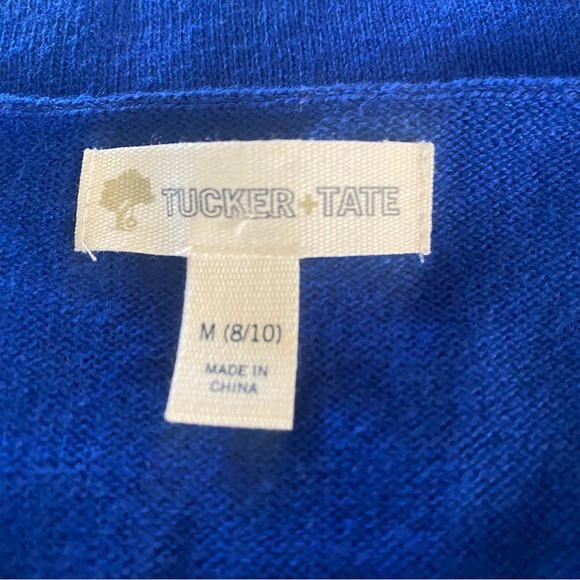 TUCKER+TATE
M (8/10)
MADE IN
CHINA